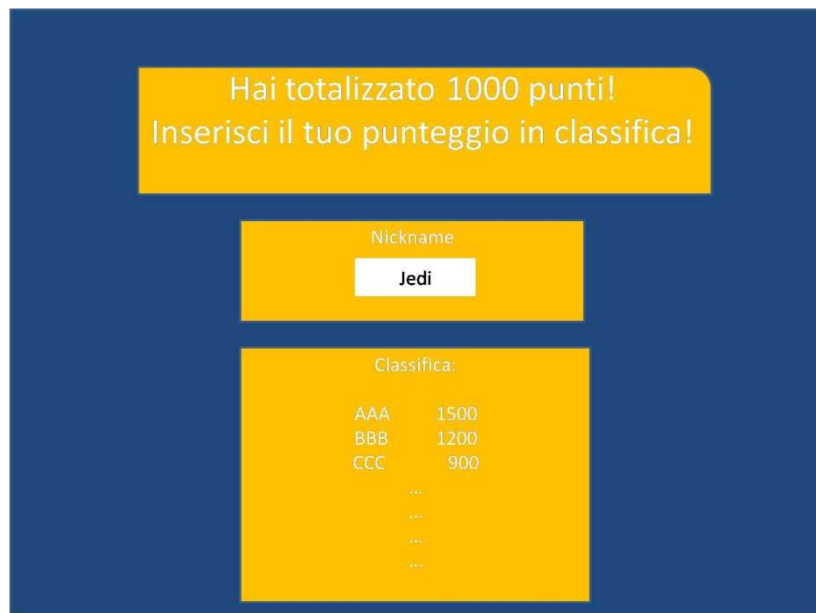 Hai totalizzato 1000 punti!
Inserisci il tuo punteggio in classifica!
Nickname
Jedi
Classifica:
AAA 1500
BBB 1200
CCC 900
...
...
...
...